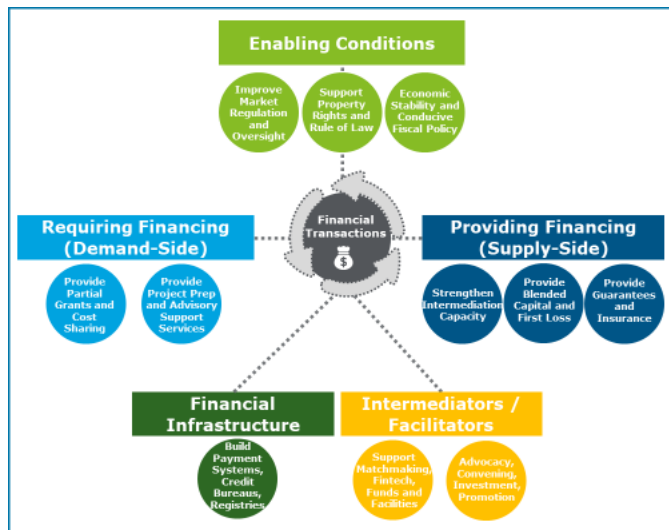 Enabling Conditions
Improve
Market
Regulation
and
Oversight
Support
Property
Rights and
Rule of Law
Economic
Stability and
Conducive
Fiscal Policy
Financial
Transactions
$
Requiring Financing
(Demand-Side)
Provide
Partial
Grants and
Cost
Sharing
Provide
Project Prep
and Advisory
Support
Services
Providing Financing
(Supply-Side)
Strengthen
Intermediation
Capacity
Provide
Blended
Capital and
First Loss
Provide
Guarantees
and
Insurance
Financial
Infrastructure
Build
Payment
Systems,
Credit
Bureaus,
Registries
Intermediators /
Facilitators
Support
Matchmaking,
Fintech,
Funds and
Facilities
Advocacy,
Convening,
Investment,
Promotion